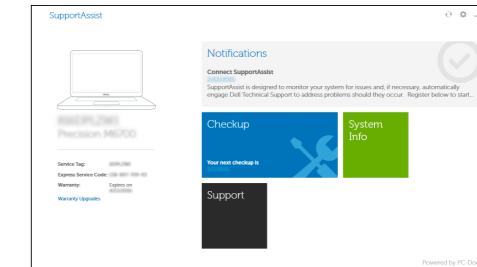 SupportAssist
Notifications
Connect SupportAssist
SupportAssist is designed to monitor your system for issues and, if necessary, automatically
engage Dell Technical Support to address problems should they occur. Register below to start...
Precision M6700
Checkup
System
Info
Your next checkup is
Service Tag:
Express Service Code:
Warranty: Expires on
Warranty Upgrades
Support
Powered by PC-Doc